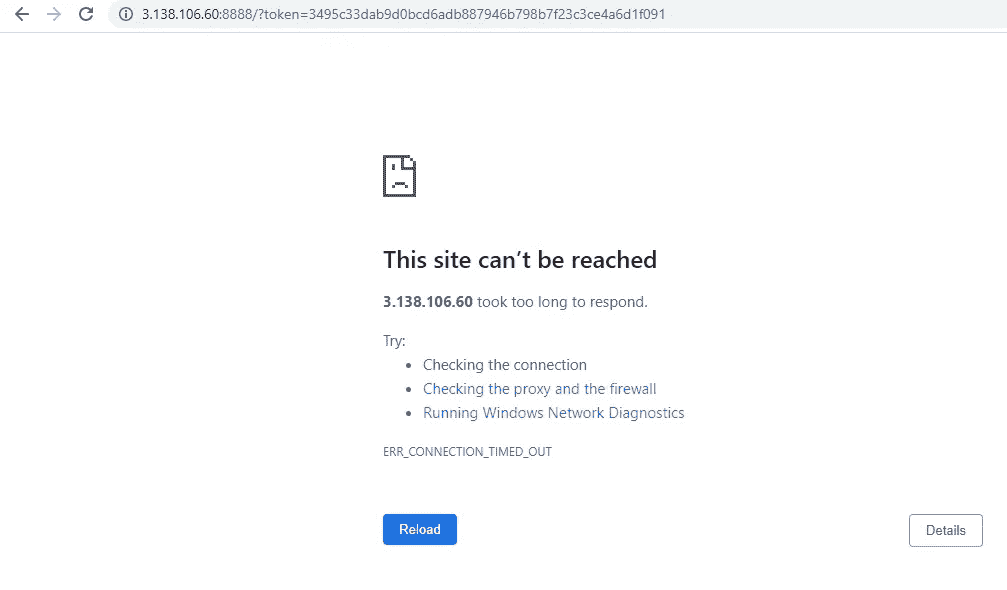 3.138.106.60:8888/?token=3495c33dab9d0bcd6adb887946b798b7f23c3ce4a6d1f091
This site can’t be reached
3.138.106.60 took too long to respond.
Try:
• Checking the connection
• Checking the proxy and the firewall
• Running Windows Network Diagnostics
ERR_CONNECTION_TIMED_OUT
Reload
Details